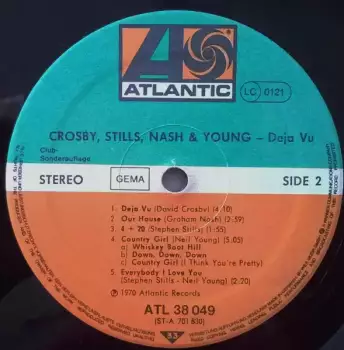 ATLANTIC
LC 0121
CROSBY, STILLS, NASH & YOUNG – Deja Vu
Club-
Sonderauflage
STEREO
GEMA
SIDE 2
1. Deja Vu (David Crosby) (4:10)
2. Our House (Graham Nash) (2:59)
3. 4 + 20 (Stephen Stills) (1:55)
4. Country Girl (Neil Young) (5:05)
a) Whiskey Boot Hill
b) Down, Down, Down
c) Country Girl (I Think You're Pretty)
5. Everybody I Love You
(Stephen Stills - Neil Young) (2:20)
℗ 1970 Atlantic Records
ATL 38 049
(ST-A 701 830)
33